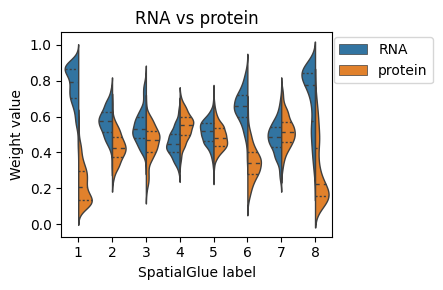 RNA vs protein
1.0
0.8
0.6
0.4
0.2
0.0
Weight value
1 2 3 4 5 6 7 8
SpatialGlue label
RNA
protein